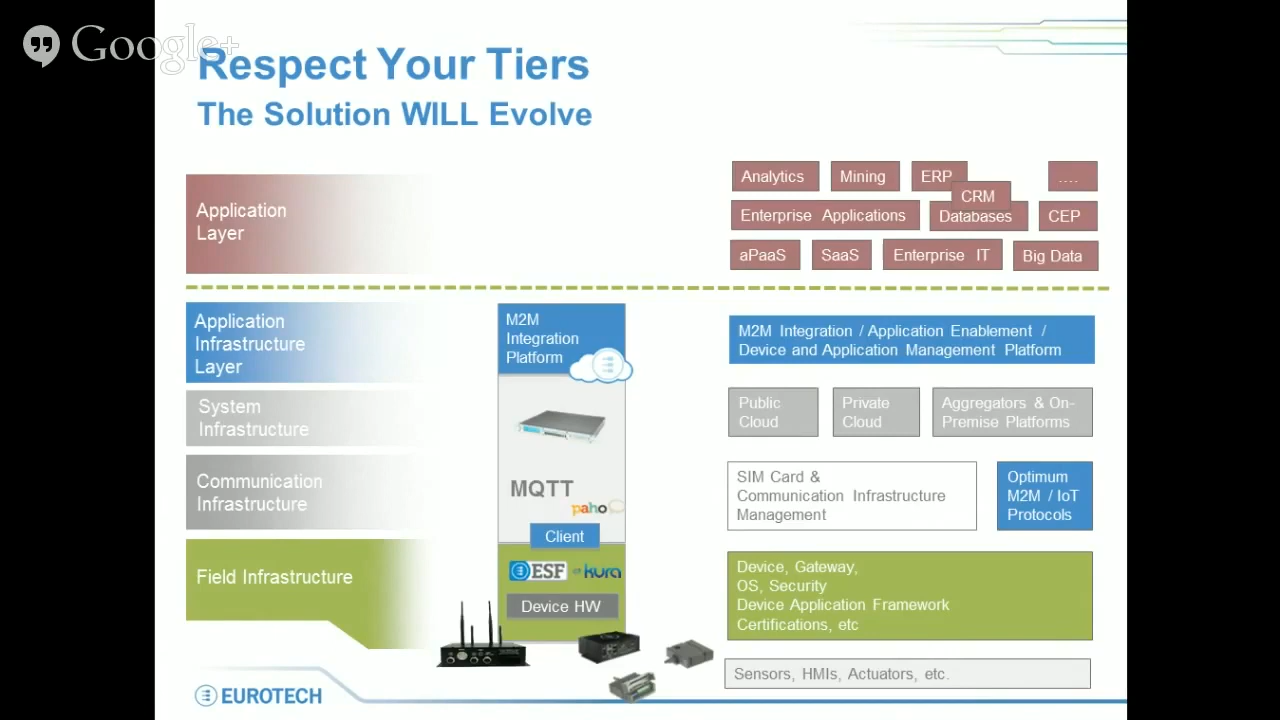 Google+
Respect Your Tiers
The Solution WILL Evolve
Application
Layer
Analytics
Mining
ERP
....
CRM
Enterprise Applications
Databases
CEP
aPaaS
SaaS
Enterprise IT
Big Data
Application
Infrastructure
Layer
M2M
Integration
Platform
M2M Integration / Application Enablement /
Device and Application Management Platform
System
Infrastructure
Public
Cloud
Private
Cloud
Aggregators & On-
Premise Platforms
Communication
Infrastructure
MQTT
paho
Client
SIM Card &
Communication Infrastructure
Management
Optimum
M2M / IoT
Protocols
Field Infrastructure
ESF
kura
Device HW
Device, Gateway,
OS, Security
Device Application Framework
Certifications, etc
Sensors, HMIs, Actuators, etc.
EUROTECH